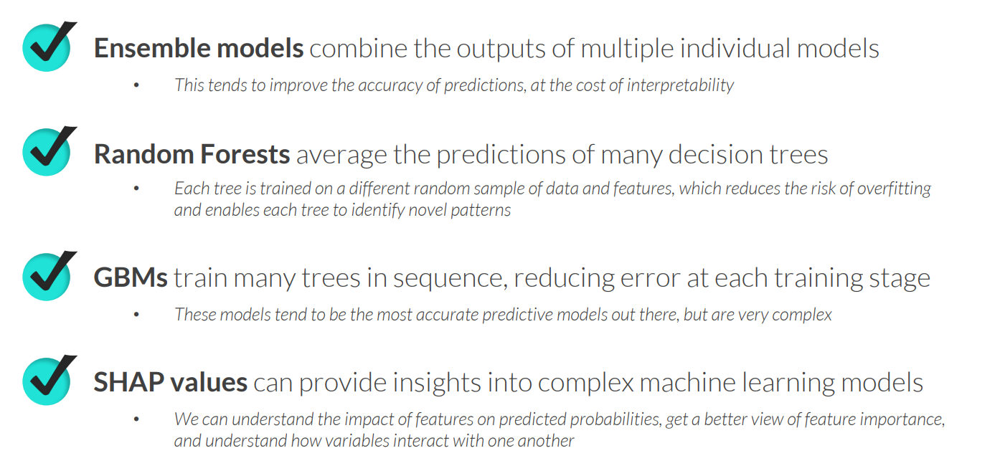 Ensemble models combine the outputs of multiple individual models
• This tends to improve the accuracy of predictions, at the cost of interpretability
Random Forests average the predictions of many decision trees
• Each tree is trained on a different random sample of data and features, which reduces the risk of overfitting
and enables each tree to identify novel patterns
GBMs train many trees in sequence, reducing error at each training stage
• These models tend to be the most accurate predictive models out there, but are very complex
SHAP values can provide insights into complex machine learning models
• We can understand the impact of features on predicted probabilities, get a better view of feature importance,
and understand how variables interact with one another